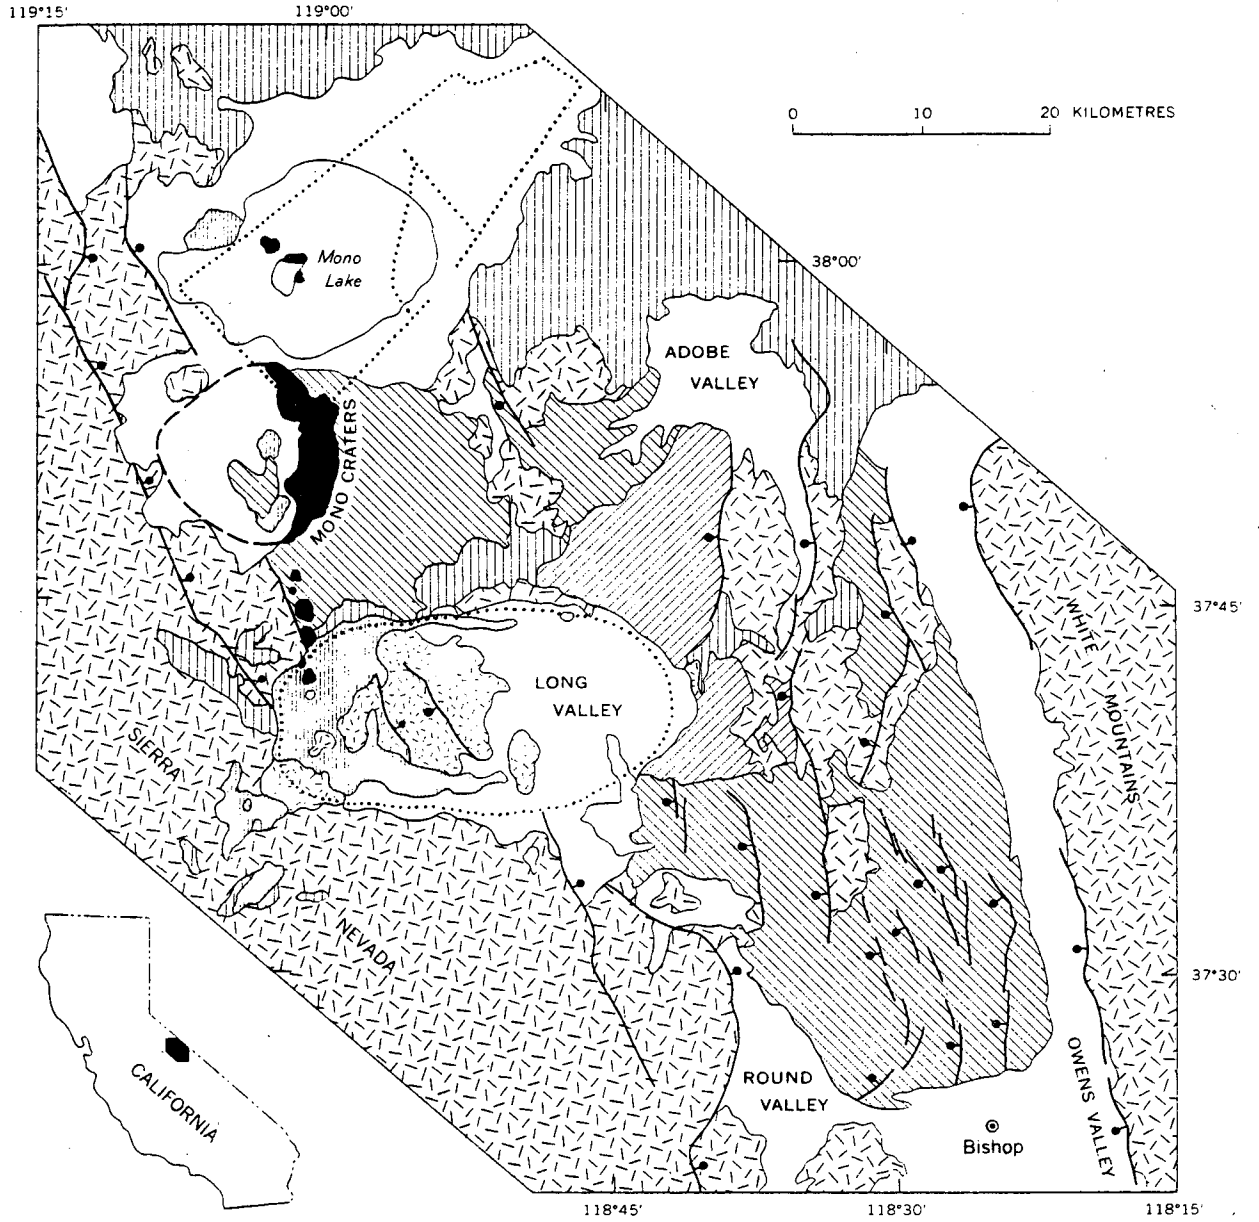 119°15'
119°00'
0 10 20 KILOMETRES
Mono
Lake
38°00'
ADOBE
VALLEY
MONO CRATERS
37°45'
WHITE
MOUNTAINS
LONG
VALLEY
SIERRA
NEVADA
37°30'
CALIFORNIA
OWENS VALLEY
ROUND
VALLEY
Bishop
118°45'
118°30'
118°15'